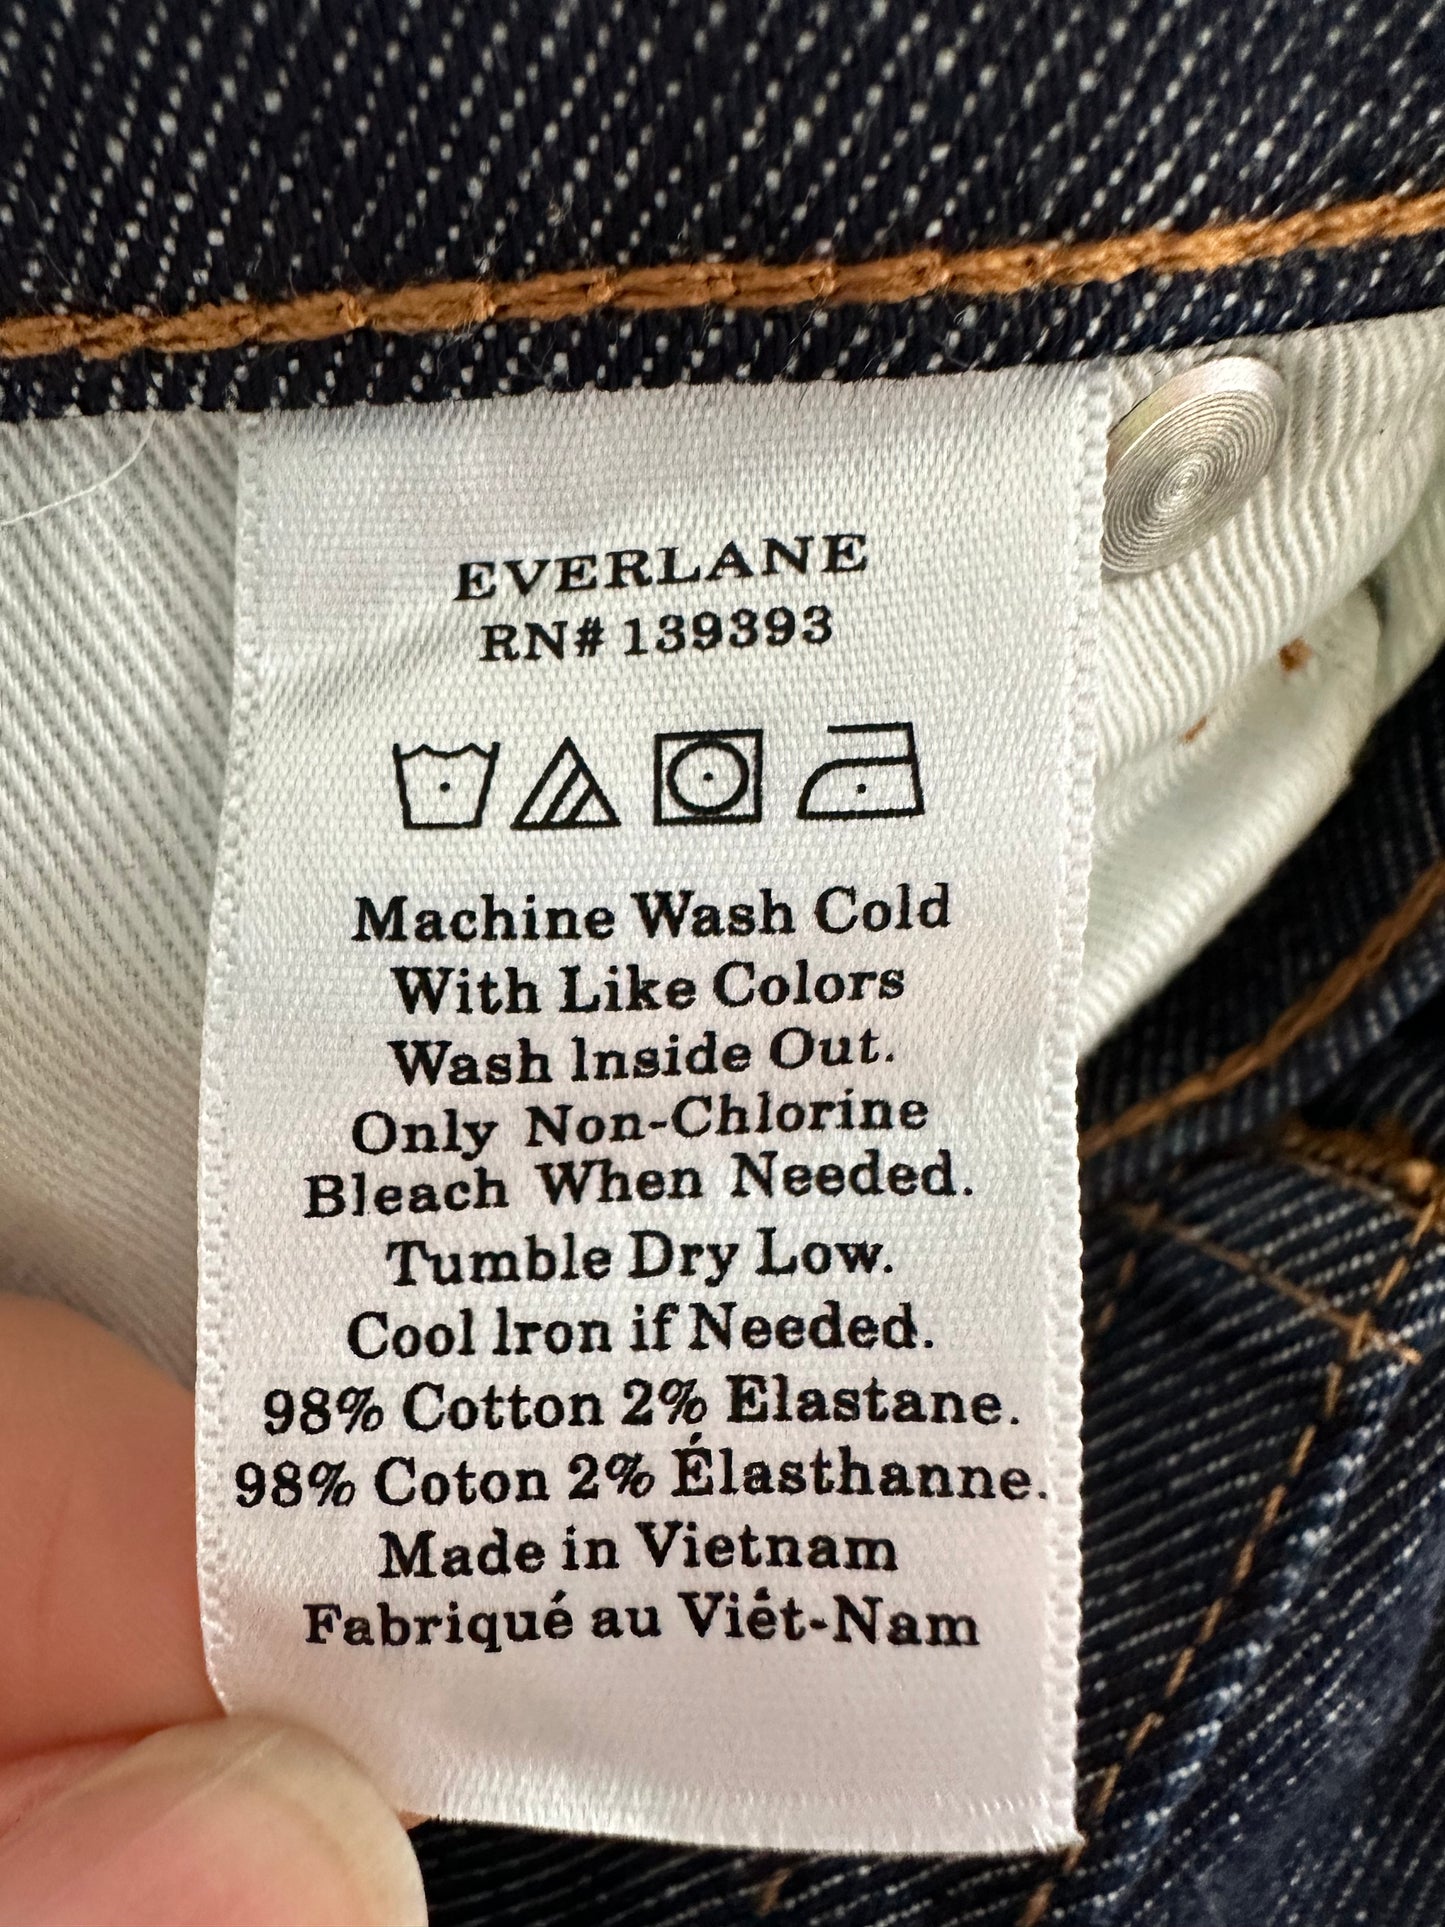 EVERLANE
RN# 139393
Machine Wash Cold
With Like Colors
Wash Inside Out.
Only Non-Chlorine
Bleach When Needed.
Tumble Dry Low.
Cool Iron if Needed.
98% Cotton 2% Elastane.
98% Coton 2% Élasthanne.
Made in Vietnam
Fabriqué au Viêt-Nam